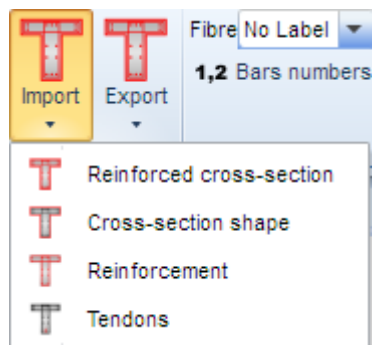 Fibre No Label
1,2 Bars numbers
Import Export
Reinforced cross-section
Cross-section shape
Reinforcement
Tendons